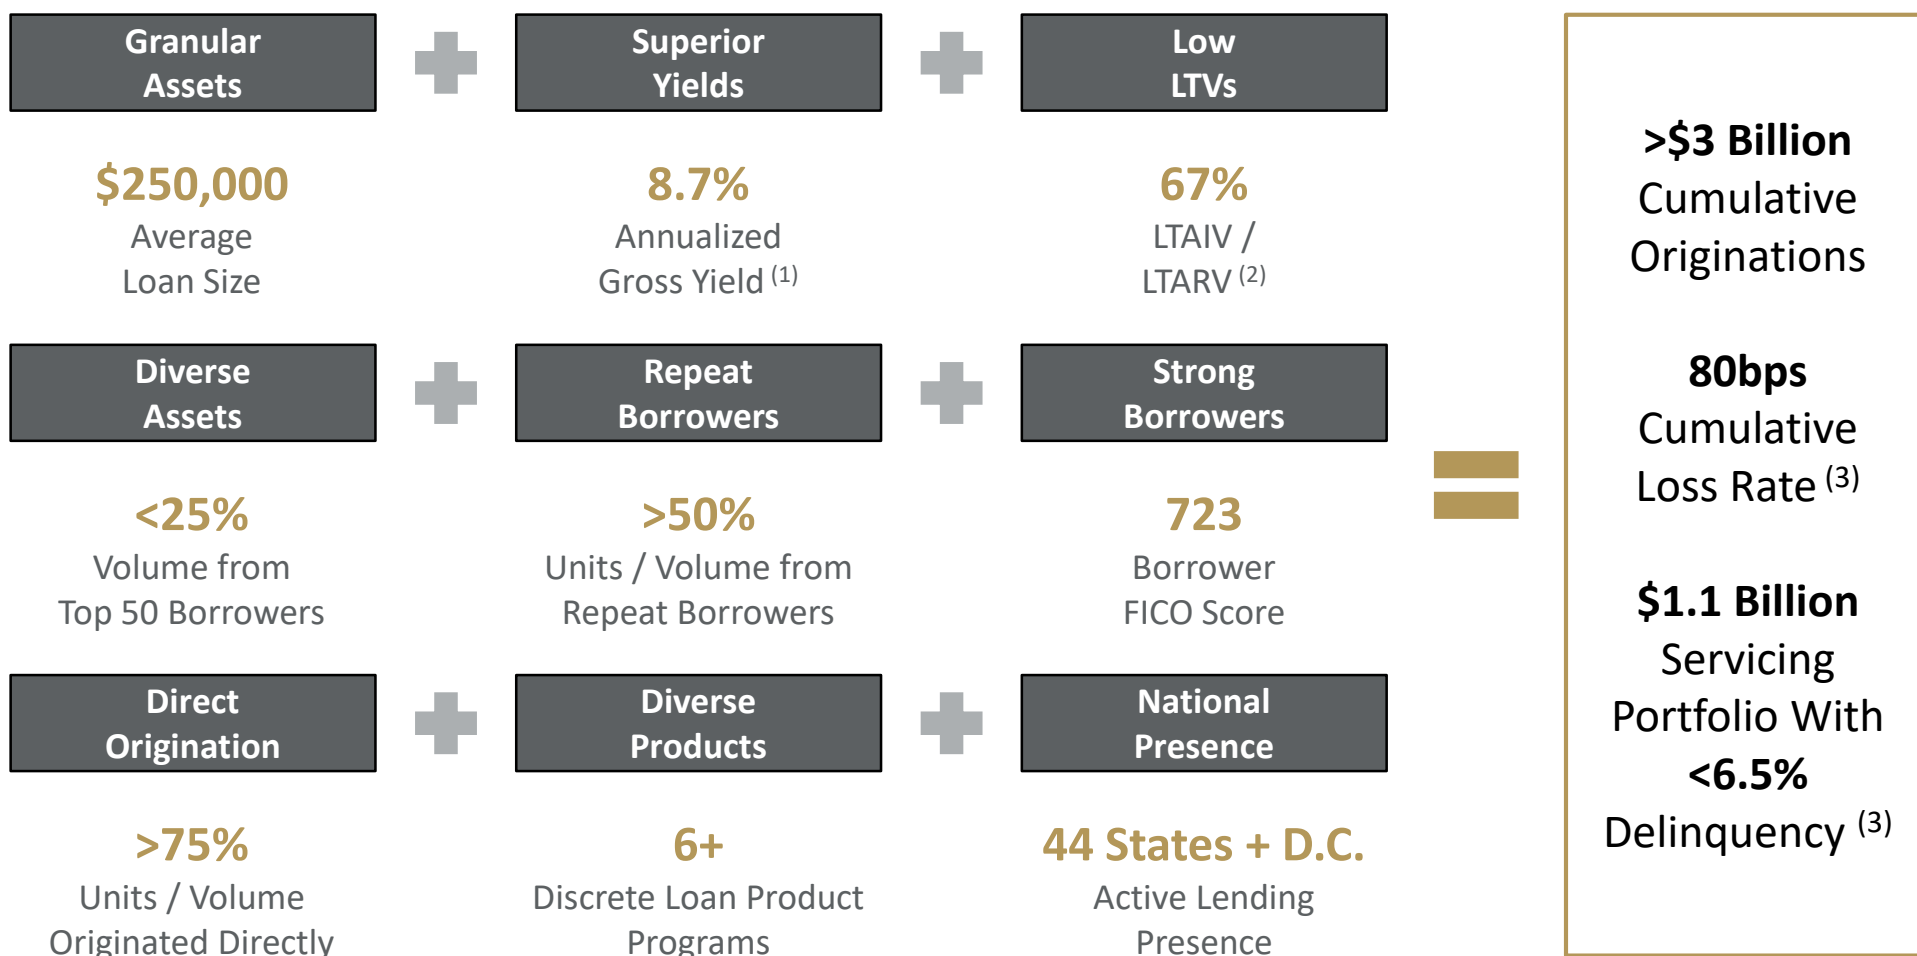 Granular
Assets
Superior
Yields
Low
LTVs
$250,000
Average
Loan Size
8.7%
Annualized
Gross Yield (1)
67%
LTAIV /
LTARV (2)
Diverse
Assets
Repeat
Borrowers
Strong
Borrowers
<25%
Volume from
Top 50 Borrowers
>50%
Units / Volume from
Repeat Borrowers
723
Borrower
FICO Score
Direct
Origination
Diverse
Products
National
Presence
>75%
Units / Volume
Originated Directly
6+
Discrete Loan Product
Programs
44 States + D.C.
Active Lending
Presence
>$3 Billion
Cumulative
Originations
80bps
Cumulative
Loss Rate (3)
$1.1 Billion
Servicing
Portfolio With
<6.5%
Delinquency (3)